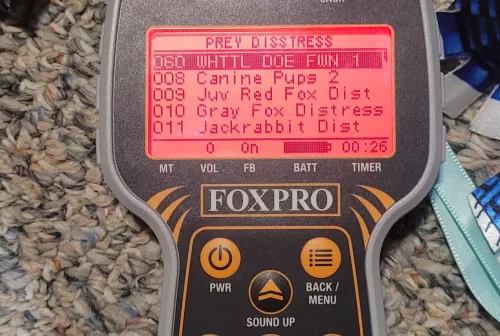 PREY DISSTRESS
060 WHTTL DOE FWN 1
008 Canine Pups 2
009 Juv Red Fox Dist
010 Gray Fox Distress
011 Jackrabbit Dist
0 On 00:26
MT VOL FB BATT TIMER
FOXPRO
PWR
BACK /
MENU
SOUND UP